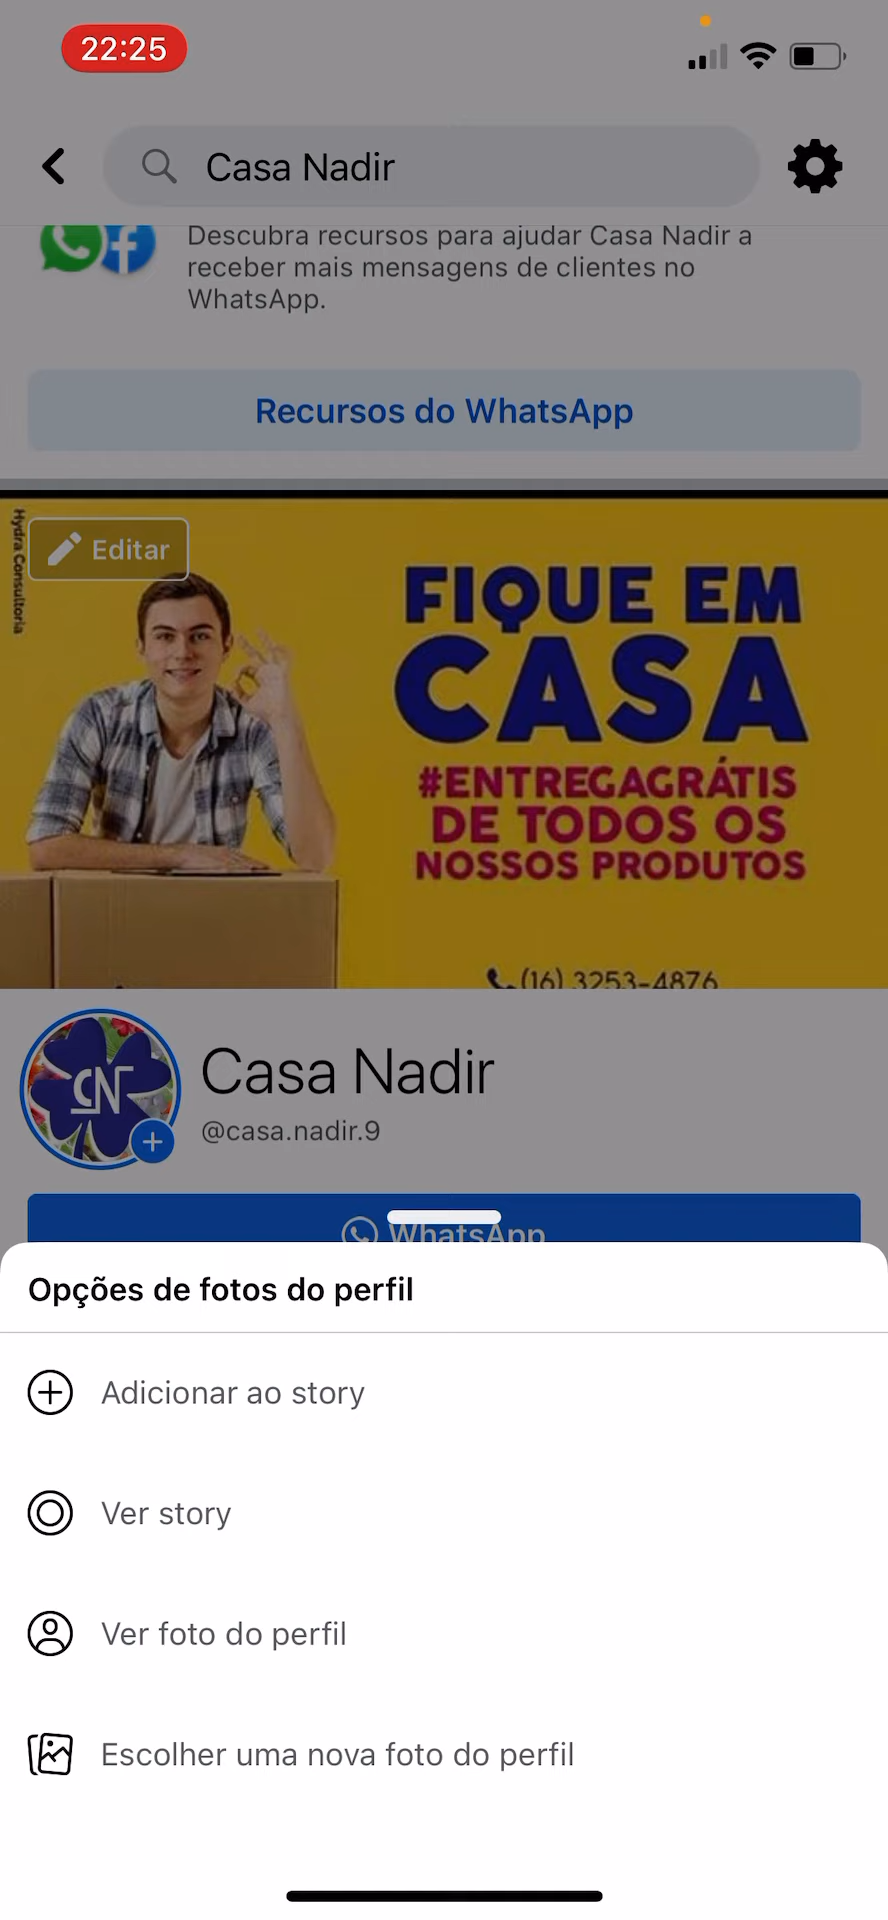 22:25
Casa Nadir
Descubra recursos para ajudar Casa Nadir a
receber mais mensagens de clientes no
WhatsApp.
Recursos do WhatsApp
Hydra Consultoria
Editar
FIQUE EM
CASA
#ENTREGAGRÁTIS
DE TODOS OS
NOSSOS PRODUTOS
(16) 3253-4876
CN
Casa Nadir
@casa.nadir.9
WhatsApp
Opções de fotos do perfil
Adicionar ao story
Ver story
Ver foto do perfil
Escolher uma nova foto do perfil